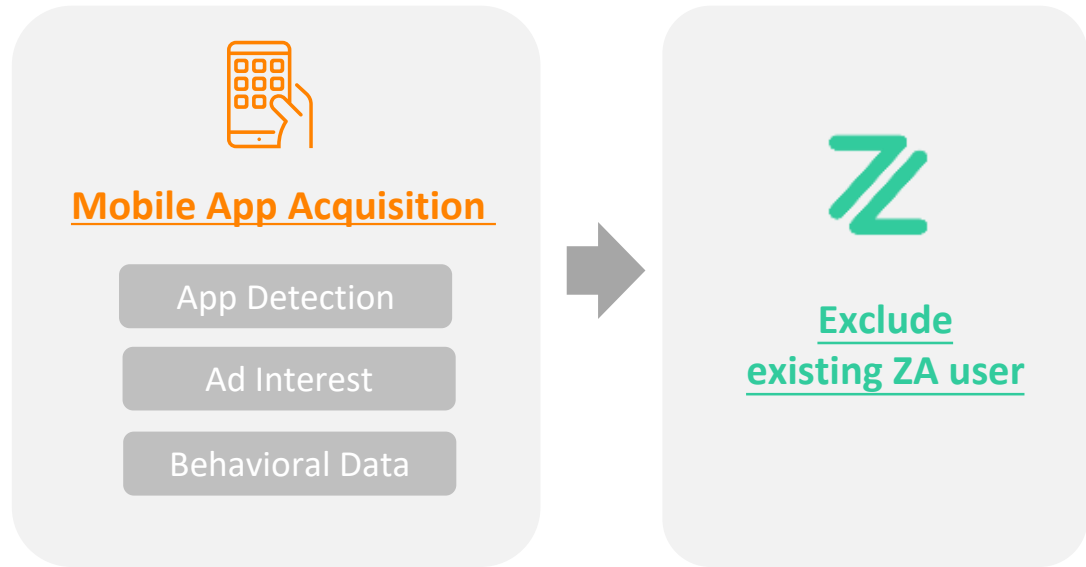 Mobile App Acquisition
App Detection
Ad Interest
Behavioral Data
Exclude
existing ZA user